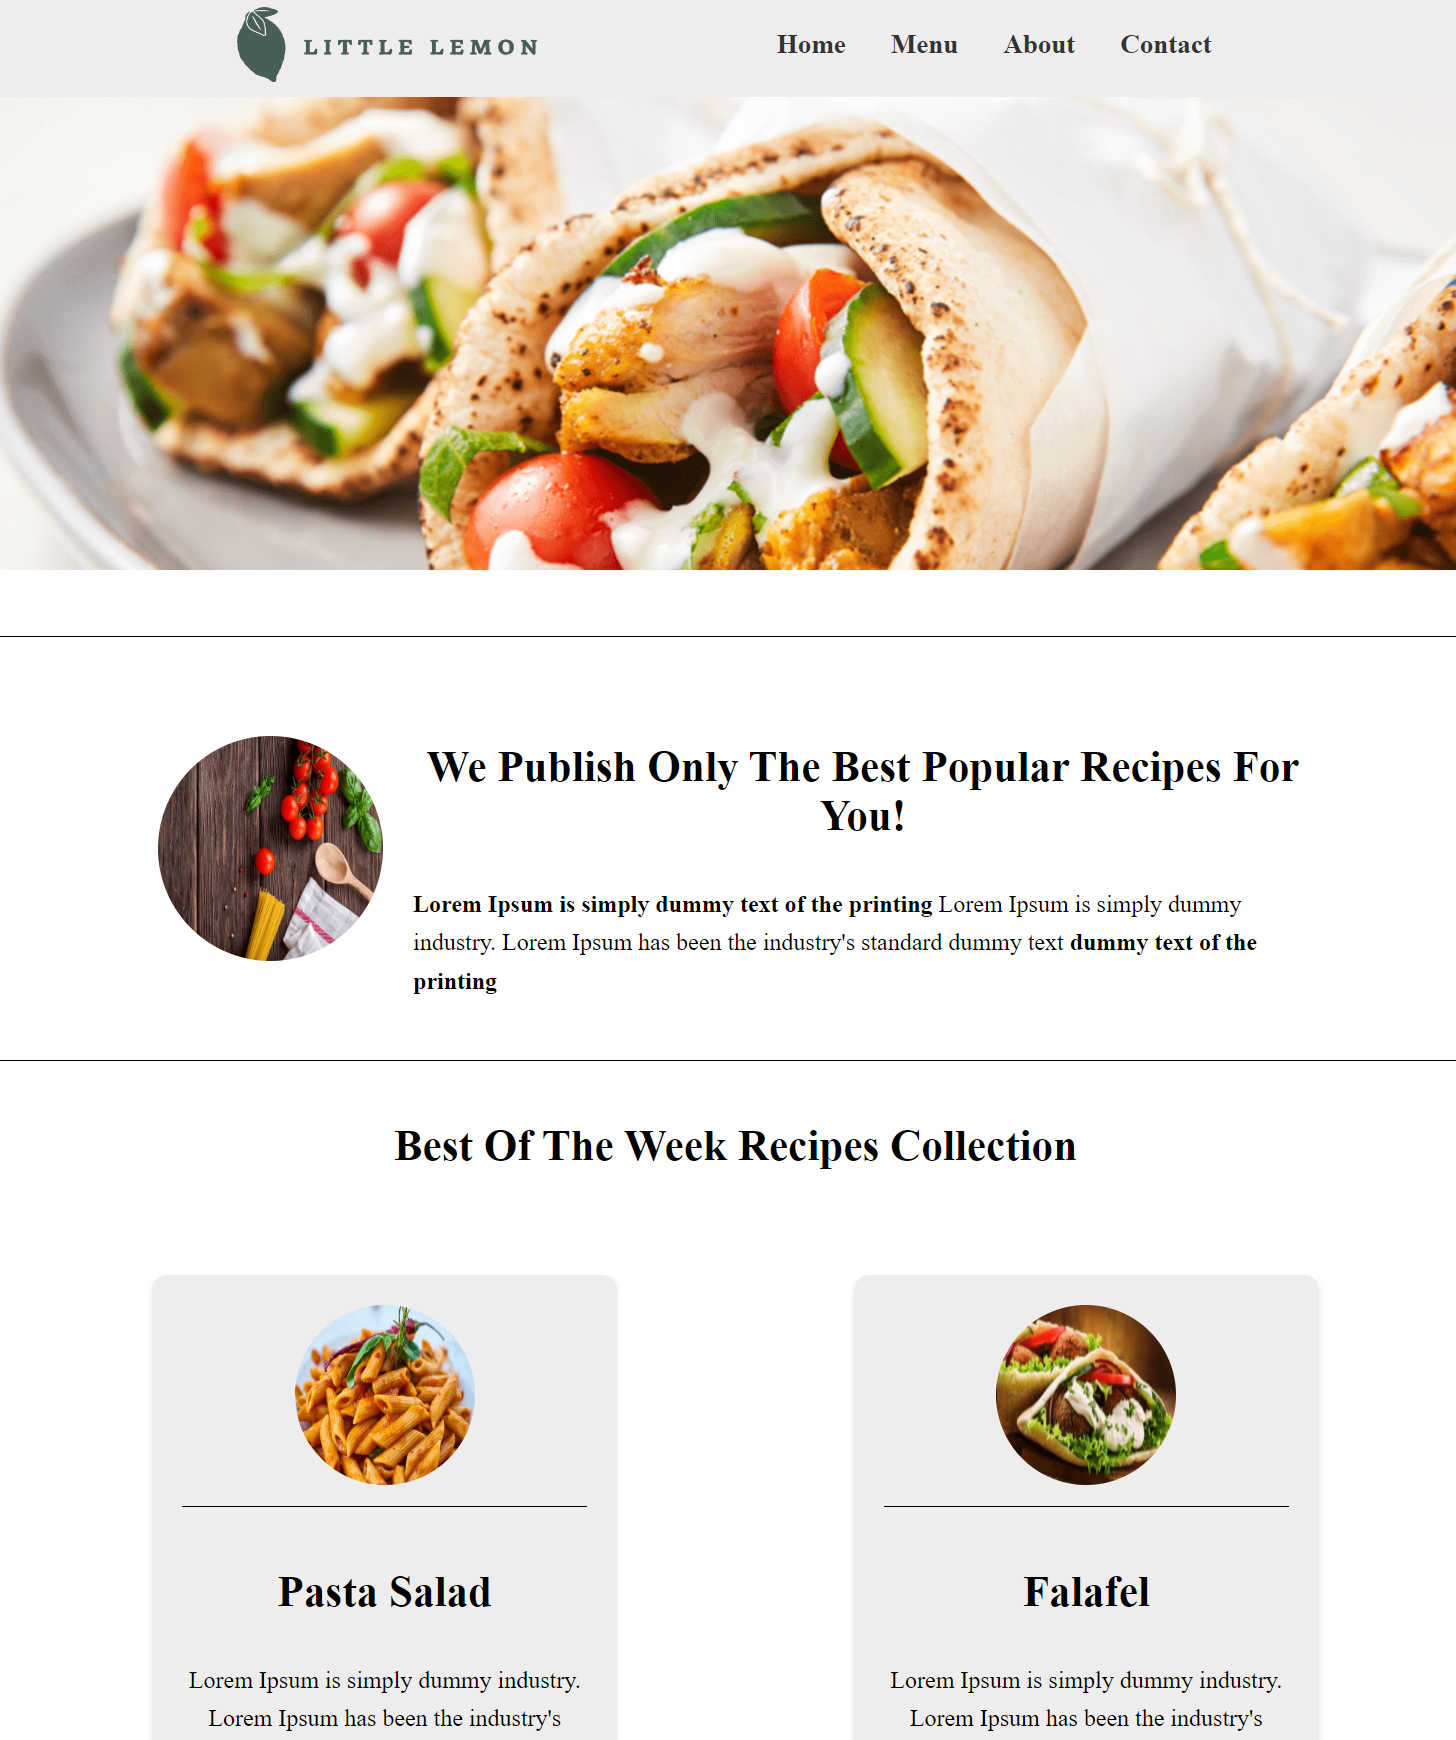 LITTLE LEMON
Home Menu About Contact
We Publish Only The Best Popular Recipes For
You!
Lorem Ipsum is simply dummy text of the printing Lorem Ipsum is simply dummy
industry. Lorem Ipsum has been the industry's standard dummy text dummy text of the
printing
Best Of The Week Recipes Collection
Pasta Salad
Lorem Ipsum is simply dummy industry.
Lorem Ipsum has been the industry's
Falafel
Lorem Ipsum is simply dummy industry.
Lorem Ipsum has been the industry's